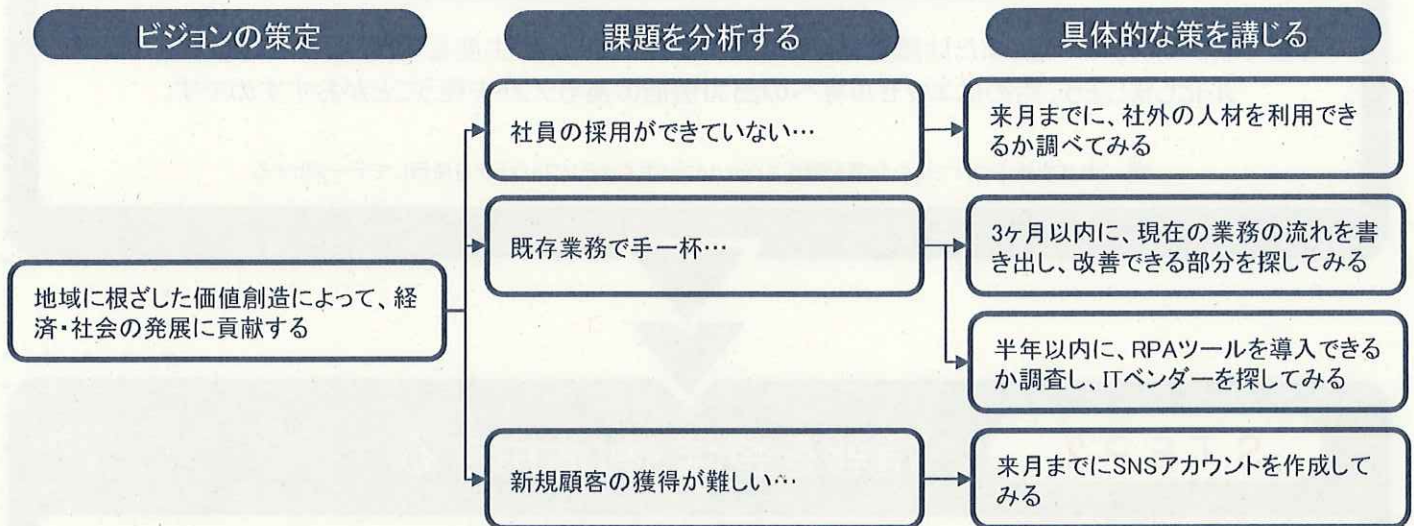 ビジョンの策定
課題を分析する
具体的な策を講じる
社員の採用ができていない…
来月までに、社外の人材を利用でき
るか調べてみる
既存業務で手一杯…
3ヶ月以内に、現在の業務の流れを書
き出し、改善できる部分を探してみる
地域に根ざした価値創造によって、経
済・社会の発展に貢献する
半年以内に、RPAツールを導入できる
か調査し、ITベンダーを探してみる
新規顧客の獲得が難しい…
来月までにSNSアカウントを作成して
みる